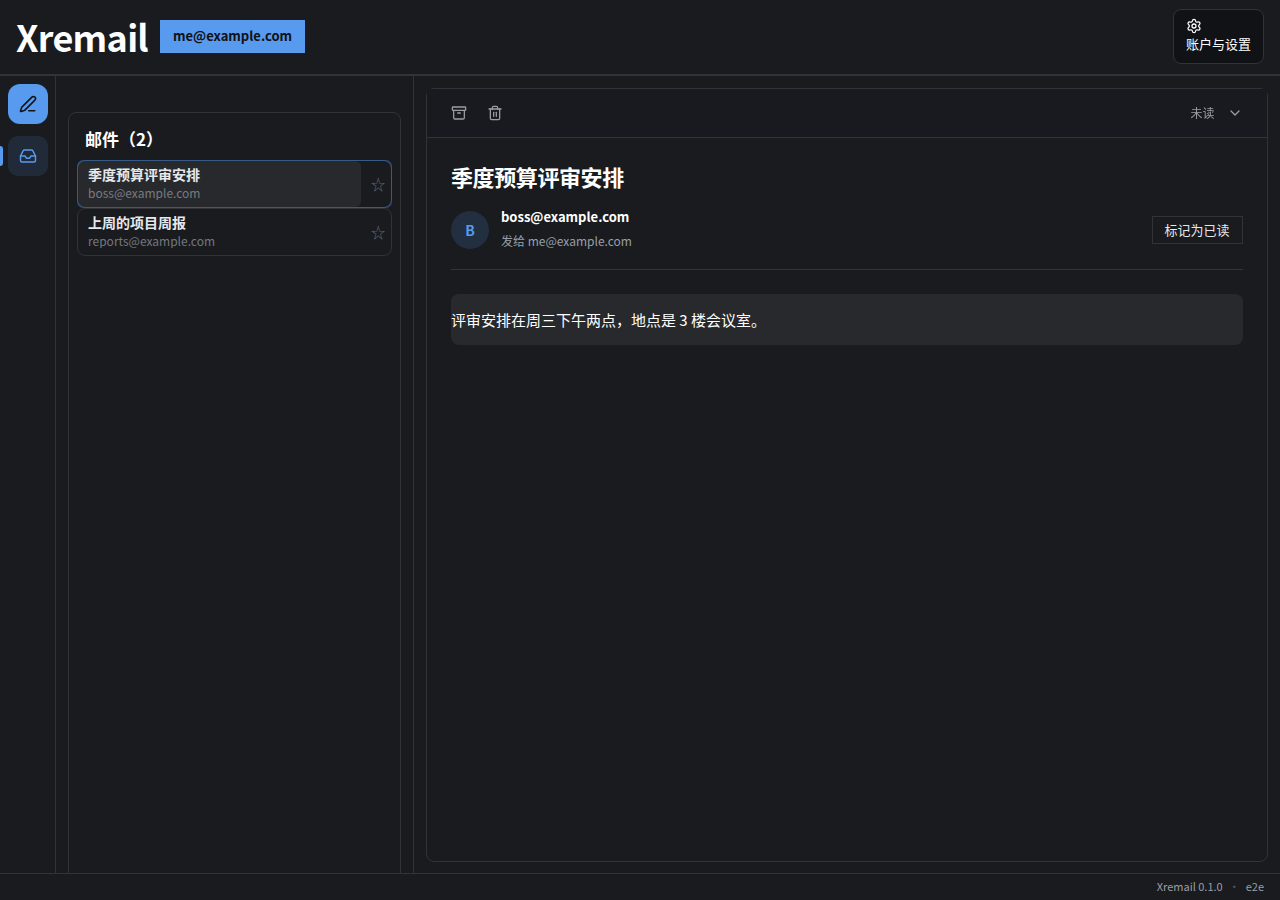 Xremail
me@example.com
账户与设置
邮件（2）
季度预算评审安排
boss@example.com
☆
上周的项目周报
reports@example.com
☆
未读
季度预算评审安排
B
boss@example.com
发给 me@example.com
标记为已读
评审安排在周三下午两点，地点是 3 楼会议室。
Xremail 0.1.0 · e2e